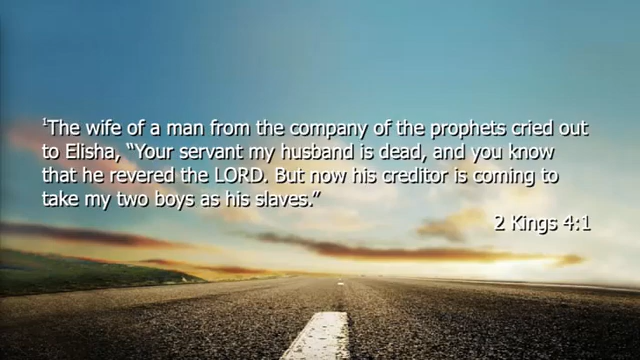 ¹The wife of a man from the company of the prophets cried out
to Elisha, “Your servant my husband is dead, and you know
that he revered the LORD. But now his creditor is coming to
take my two boys as his slaves.”
2 Kings 4:1